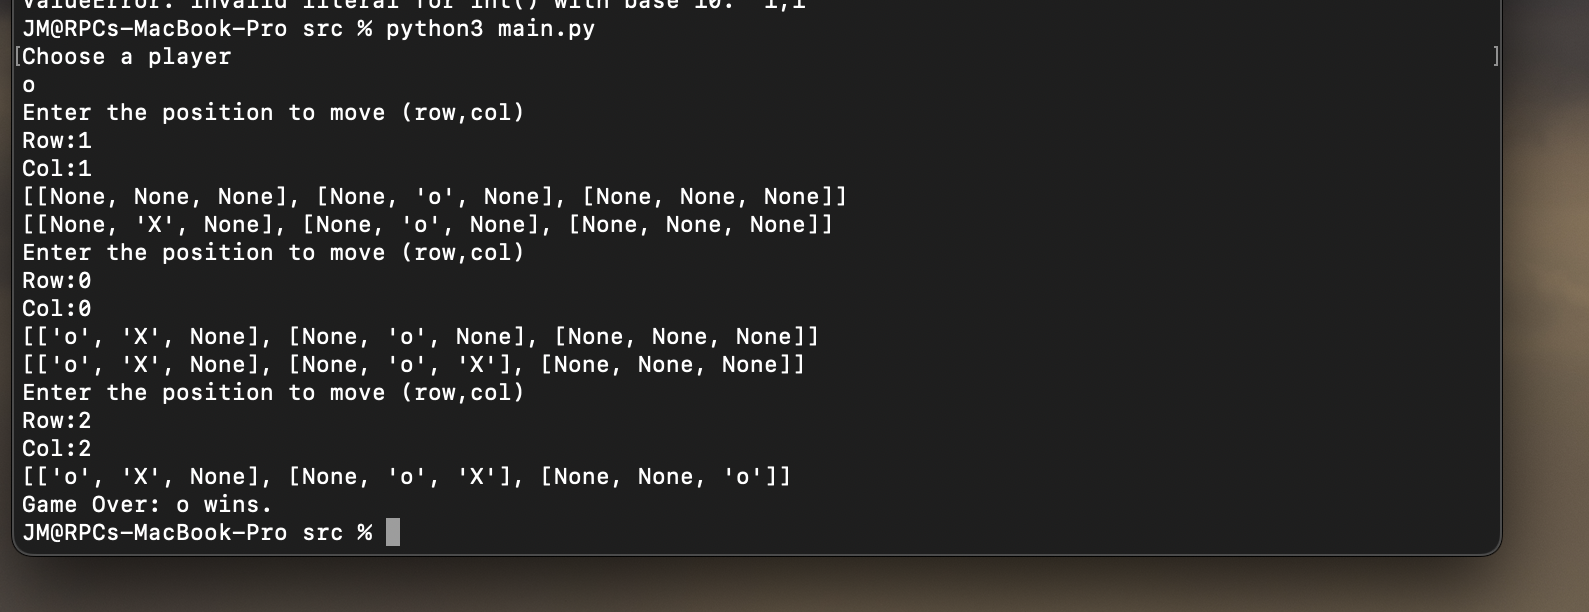 ValueError: invalid literal for int() with base 10: '1,1'
JM@RPCs-MacBook-Pro src % python3 main.py
[Choose a player ]
o
Enter the position to move (row,col)
Row:1
Col:1
[[None, None, None], [None, 'o', None], [None, None, None]]
[[None, 'X', None], [None, 'o', None], [None, None, None]]
Enter the position to move (row,col)
Row:0
Col:0
[['o', 'X', None], [None, 'o', None], [None, None, None]]
[['o', 'X', None], [None, 'o', 'X'], [None, None, None]]
Enter the position to move (row,col)
Row:2
Col:2
[['o', 'X', None], [None, 'o', 'X'], [None, None, 'o']]
Game Over: o wins.
JM@RPCs-MacBook-Pro src %